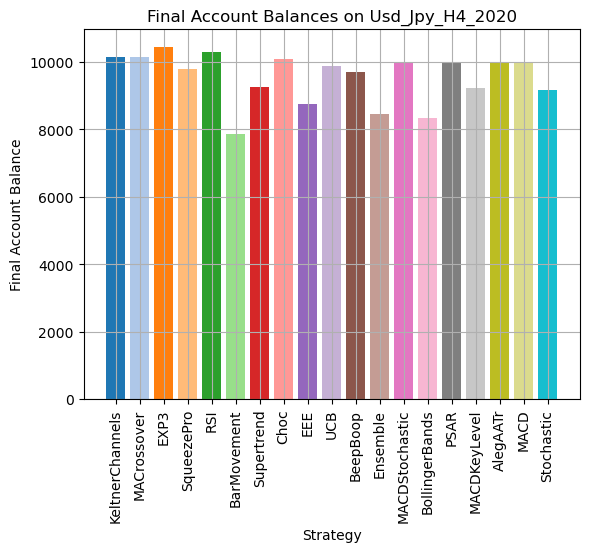 Final Account Balances on Usd_Jpy_H4_2020
Final Account Balance
10000
8000
6000
4000
2000
0
KeltnerChannels
MACrossover
EXP3
SqueezePro
RSI
BarMovement
Supertrend
Choc
EEE
UCB
BeepBoop
Ensemble
MACDStochastic
BollingerBands
PSAR
MACDKeyLevel
AlegAATr
MACD
Stochastic
Strategy